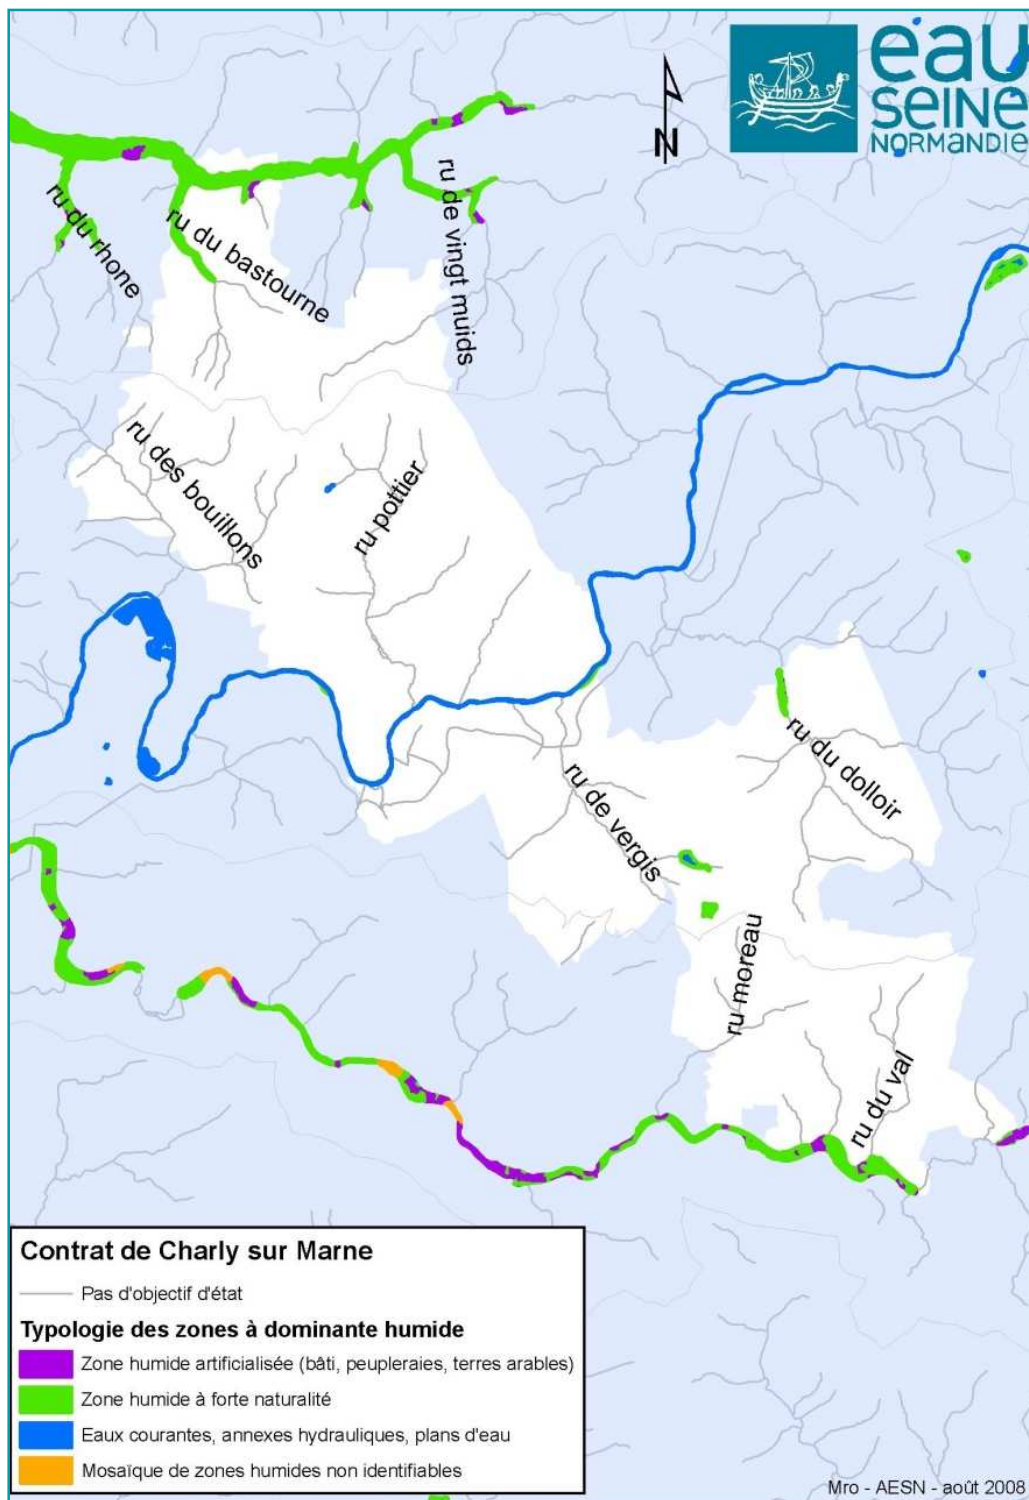 eau
SEINE
NORMANDIE
N
ru du rhone
ru du bastourne
ru de vingt muids
ru des bouillons
ru pottier
ru du dolloir
ru de vergis
ru moreau
ru du val
Contrat de Charly sur Marne
Pas d'objectif d'état
Typologie des zones à dominante humide
Zone humide artificialisée (bâti, peupleraies, terres arables)
Zone humide à forte naturalité
Eaux courantes, annexes hydrauliques, plans d'eau
Mosaïque de zones humides non identifiables
Mro - AESN - août 2008